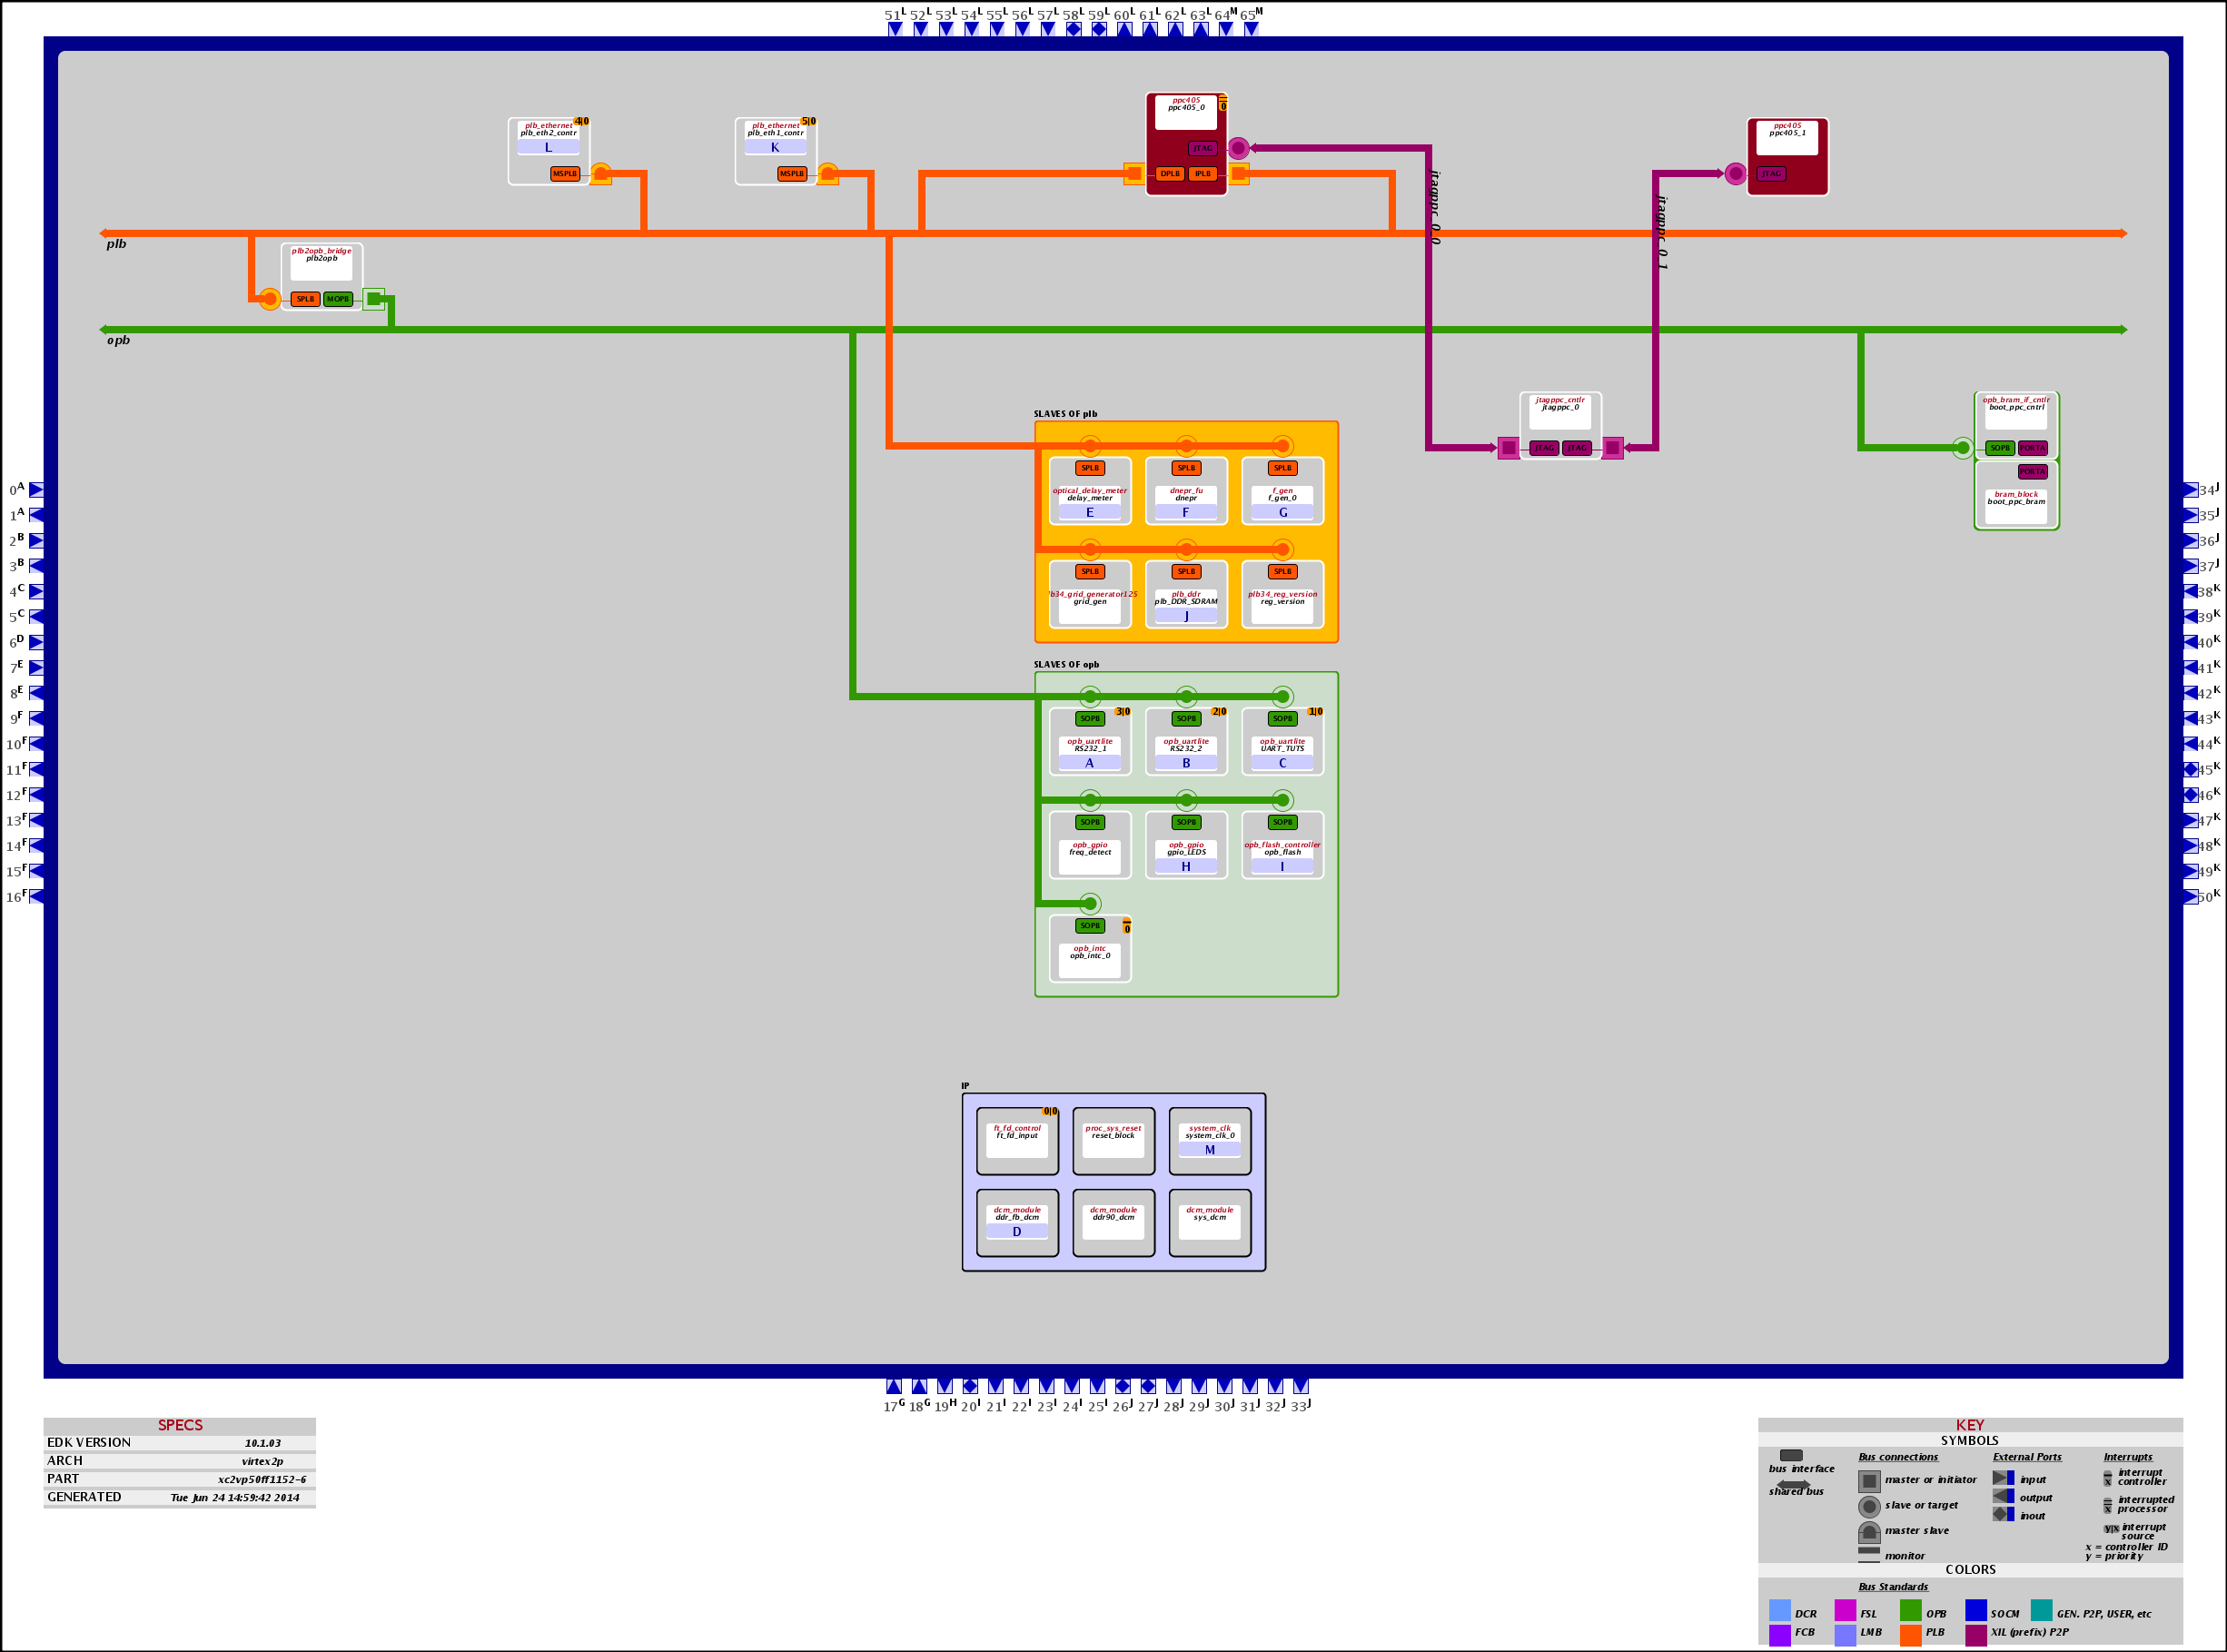 51L 52L 53L 54L 55L 56L 57L 58L 59L 60L 61L 62L 63L 64M 65M
plb_ethernet
plb_eth2_contr
4|0
L
MSPLB
plb_ethernet
plb_eth1_contr
5|0
K
MSPLB
ppc405
ppc405_0
0
JTAG
DPLB IPLB
ppc405
ppc405_1
JTAG
jtagppc_0_0
jtagppc_0_1
plb
plb2opb_bridge
plb2opb
SPLB MOPB
opb
jtagppc_cntlr
jtagppc_0
JTAG JTAG
opb_bram_if_cntlr
boot_ppc_cntrl
SOPB PORTA
PORTA
bram_block
boot_ppc_bram
SLAVES OF plb
SPLB SPLB SPLB
optical_delay_meter dnepr_fu f_gen
delay_meter dnepr f_gen_0
E F G
SPLB SPLB SPLB
lb34_grid_generator125 plb_ddr plb34_reg_version
grid_gen plb_DDR_SDRAM reg_version
J
SLAVES OF opb
SOPB 3|0 SOPB 2|0 SOPB 1|0
opb_uartlite opb_uartlite opb_uartlite
RS232_1 RS232_2 UART_TUTS
A B C
SOPB SOPB SOPB
opb_gpio opb_gpio opb_flash_controller
freq_detect gpio_LEDS opb_flash
H I
SOPB 0
opb_intc
opb_intc_0
IP
0|0
ft_fd_control proc_sys_reset system_clk
ft_fd_input reset_block system_clk_0
M
dcm_module dcm_module dcm_module
ddr_fb_dcm ddr90_dcm sys_dcm
D
0A
1A
2B
3B
4C
5C
6D
7E
8E
9F
10F
11F
12F
13F
14F
15F
16F
34J
35J
36J
37J
38K
39K
40K
41K
42K
43K
44K
45K
46K
47K
48K
49K
50K
17G 18G 19H 20I 21I 22I 23I 24I 25I 26J 27J 28J 29J 30J 31J 32J 33J
SPECS
EDK VERSION 10.1.03
ARCH virtex2p
PART xc2vp50ff1152-6
GENERATED Tue Jun 24 14:59:42 2014
KEY
SYMBOLS
bus interface
shared bus
Bus connections
master or initiator
slave or target
master slave
monitor
External Ports
input
output
inout
Interrupts
x interrupt
controller
x interrupted
processor
y|x interrupt
source
x = controller ID
y = priority
COLORS
Bus Standards
DCR FSL OPB SOCM GEN. P2P, USER, etc
FCB LMB PLB XIL (prefix) P2P